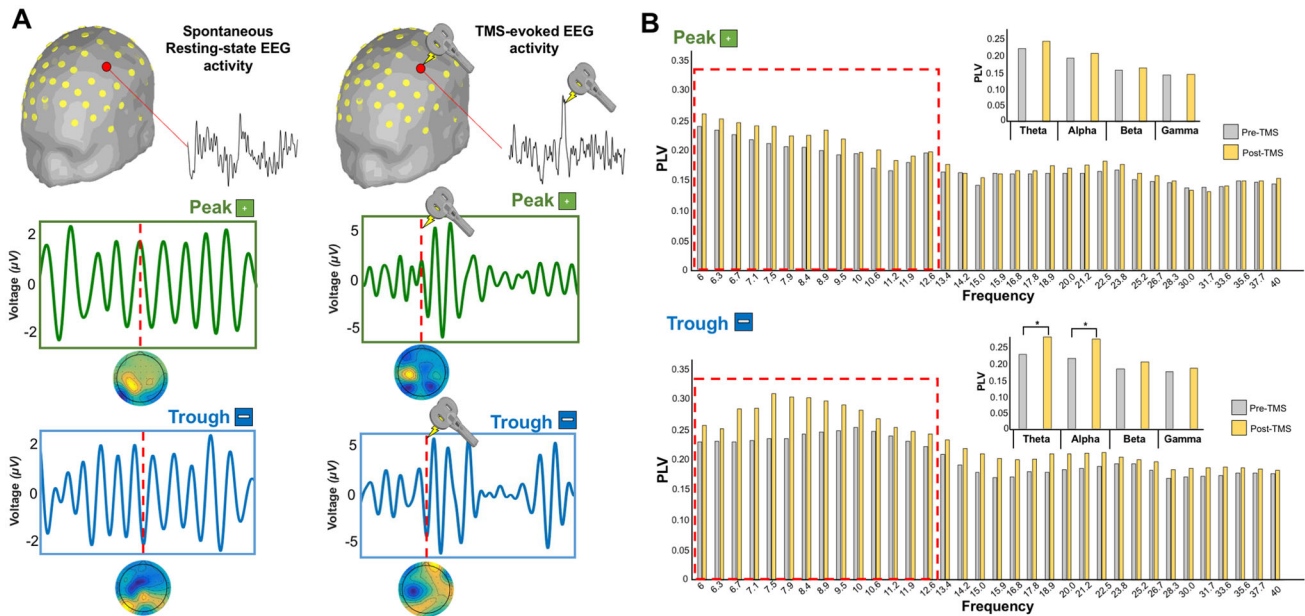 A
Spontaneous
Resting-state EEG
activity
TMS-evoked EEG
activity
Peak +
Voltage (µV)
2
0
-2
Peak +
Voltage (µV)
5
0
-5
Trough −
Voltage (µV)
2
0
-2
Trough −
Voltage (µV)
5
0
-5
B
Peak +
PLV
0.35
0.30
0.25
0.20
0.15
0.10
0.05
0
6 6.3 6.7 7.1 7.5 7.9 8.4 8.9 9.5 10 10.6 11.2 11.9 12.6 13.4 14.2 15.0 15.9 16.8 17.8 18.9 20.0 21.2 22.5 23.8 25.2 26.7 28.3 30.0 31.7 33.6 35.6 37.7 40
Frequency
PLV
0.25
0.20
0.15
0.10
0.05
Theta Alpha Beta Gamma
Pre-TMS
Post-TMS
Trough −
PLV
0.35
0.30
0.25
0.20
0.15
0.10
0.05
0
6 6.3 6.7 7.1 7.5 7.9 8.4 8.9 9.5 10 10.6 11.2 11.9 12.6 13.4 14.2 15.0 15.9 16.8 17.8 18.9 20.0 21.2 22.5 23.8 25.2 26.7 28.3 30.0 31.7 33.6 35.6 37.7 40
Frequency
PLV
0.25
0.20
0.15
0.10
0.05
* *
Theta Alpha Beta Gamma
Pre-TMS
Post-TMS